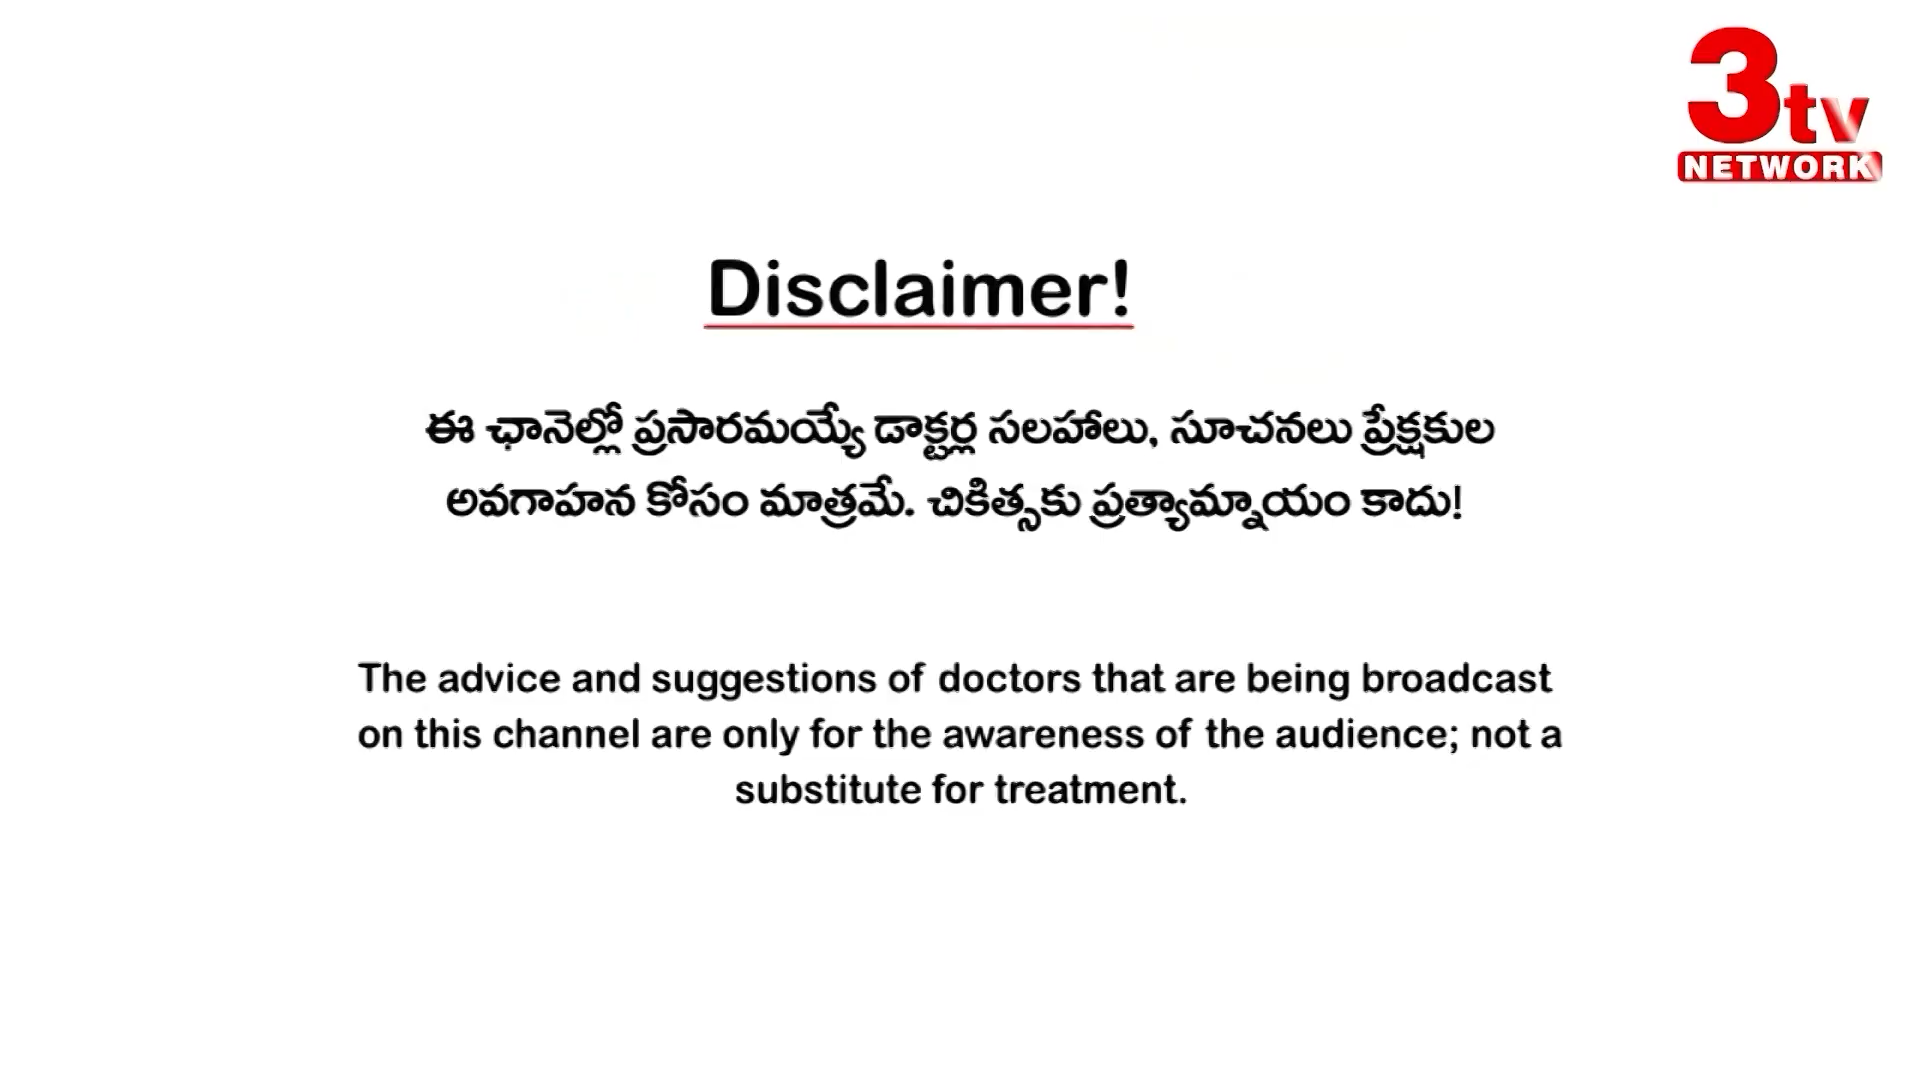 3tv
NETWORK
Disclaimer!
ఈ ఛానెల్లో ప్రసారమయ్యే డాక్టర్ల సలహాలు, సూచనలు ప్రేక్షకుల
అవగాహన కోసం మాత్రమే. చికిత్సకు ప్రత్యామ్నాయం కాదు!
The advice and suggestions of doctors that are being broadcast
on this channel are only for the awareness of the audience; not a
substitute for treatment.